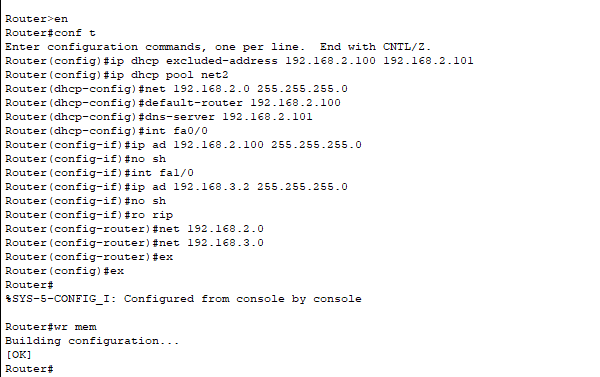 Router>en
Router#conf t
Enter configuration commands, one per line.  End with CNTL/Z.
Router(config)#ip dhcp excluded-address 192.168.2.100 192.168.2.101
Router(config)#ip dhcp pool net2
Router(dhcp-config)#net 192.168.2.0 255.255.255.0
Router(dhcp-config)#default-router 192.168.2.100
Router(dhcp-config)#dns-server 192.168.2.101
Router(dhcp-config)#int fa0/0
Router(config-if)#ip ad 192.168.2.100 255.255.255.0
Router(config-if)#no sh
Router(config-if)#int fa1/0
Router(config-if)#ip ad 192.168.3.2 255.255.255.0
Router(config-if)#no sh
Router(config-if)#ro rip
Router(config-router)#net 192.168.2.0
Router(config-router)#net 192.168.3.0
Router(config-router)#ex
Router(config)#ex
Router#
%SYS-5-CONFIG_I: Configured from console by console
Router#wr mem
Building configuration...
[OK]
Router#